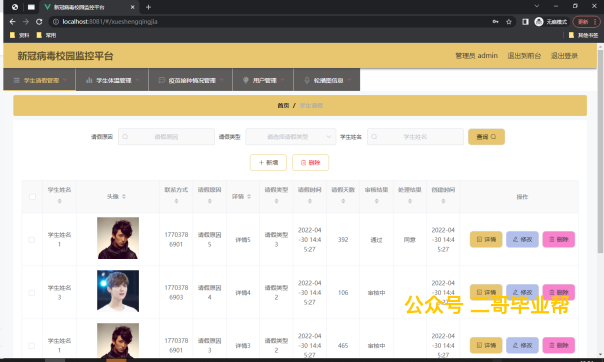 新冠病毒校园监控平台
localhost:8081/#/xueshengqingjia
无痕模式
更新
资料
常用
其他书签
新冠病毒校园监控平台
管理员 admin 退出到前台 退出登录
学生请假管理 学生体温管理 疫苗接种情况管理 用户管理 轮播图信息
首页 / 学生请假
请假原因 请假原因 请假类型 请选择请假类型 学生姓名 学生姓名 查询
+ 新增 删除
学生姓名 头像 联系方式 请假原因 详情 请假类型 请假时间 请假天数 审核结果 处理结果 创建时间 操作
学生姓名1 17703786901 请假原因5 详情5 请假类型3 2022-04-30 14:45:27 392 通过 同意 2022-04-30 14:45:27 详情 修改 删除
学生姓名3 17703786903 请假原因4 详情4 请假类型2 2022-04-30 14:45:27 106 审核中 2022-04-30 14:45:27 详情 修改 删除
学生姓名1 17703786901 请假原因3 详情3 请假类型2 2022-04-30 14:45:27 465 审核中 2022-04-30 14:45:27 详情 修改 删除
公众号 二哥毕业帮